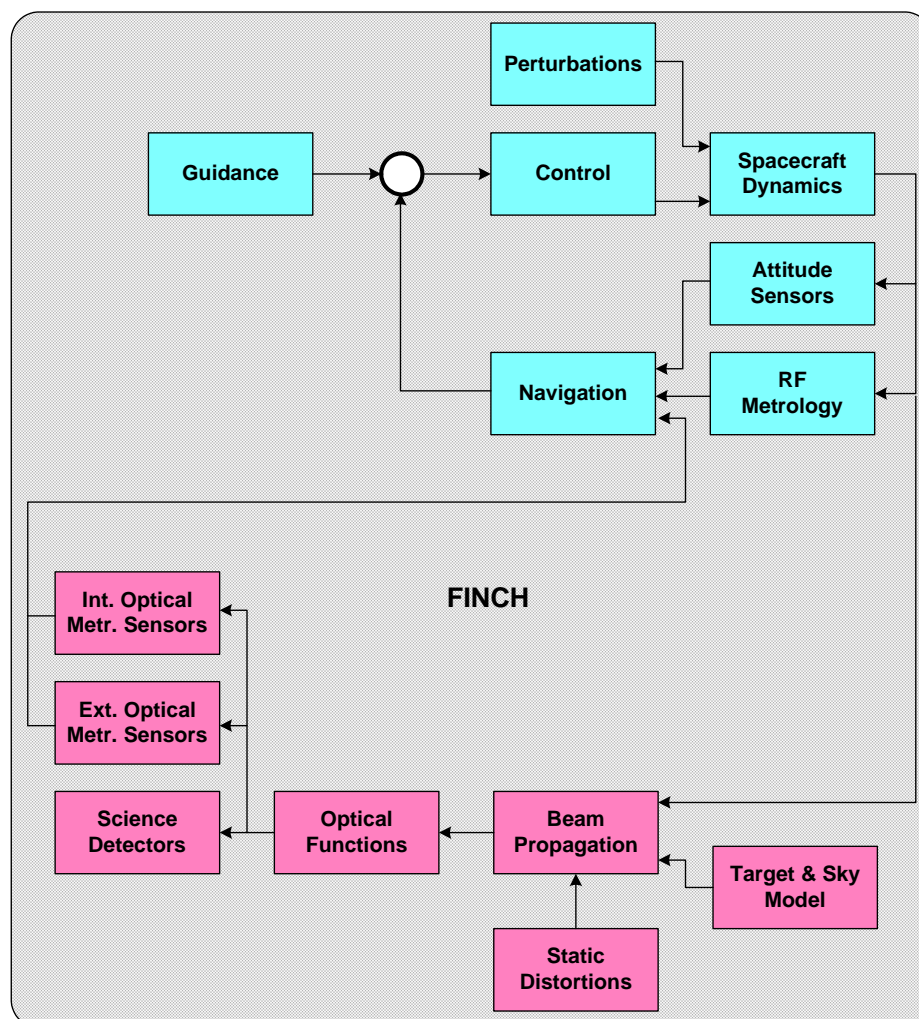 Perturbations
Guidance
Control
Spacecraft
Dynamics
Attitude
Sensors
Navigation
RF
Metrology
Int. Optical
Metr. Sensors
FINCH
Ext. Optical
Metr. Sensors
Science
Detectors
Optical
Functions
Beam
Propagation
Target & Sky
Model
Static
Distortions